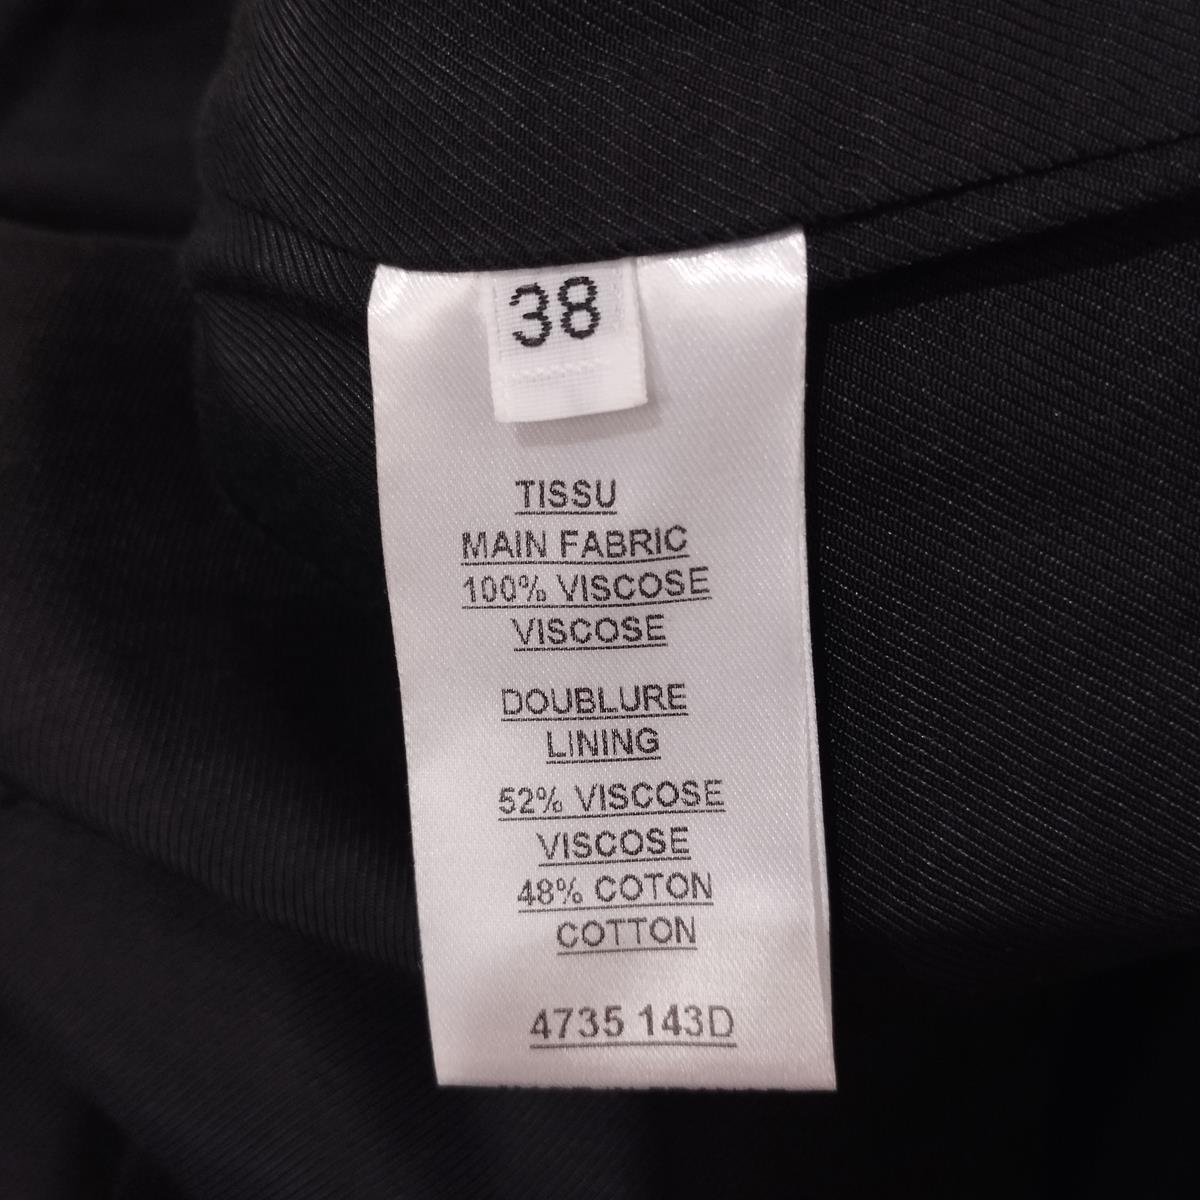 38
TISSU
MAIN FABRIC
100% VISCOSE
VISCOSE
DOUBLURE
LINING
52% VISCOSE
VISCOSE
48% COTON
COTTON
4735 143D